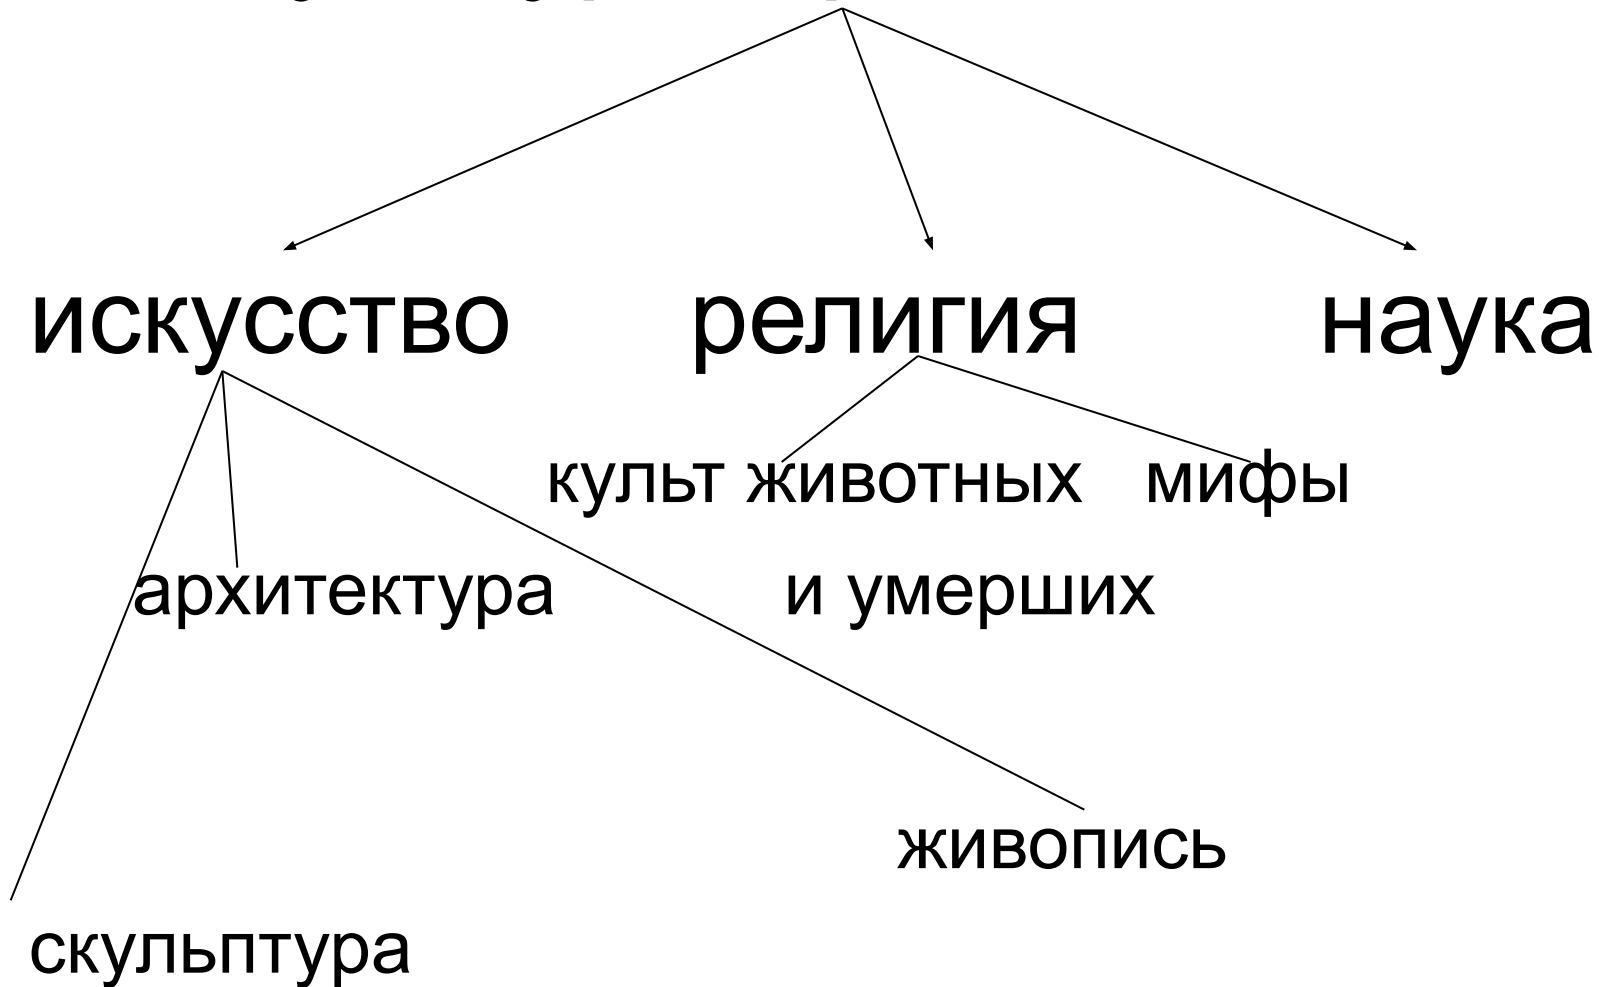 искусство религия наука
культ животных мифы
архитектура и умерших
живопись
скульптура